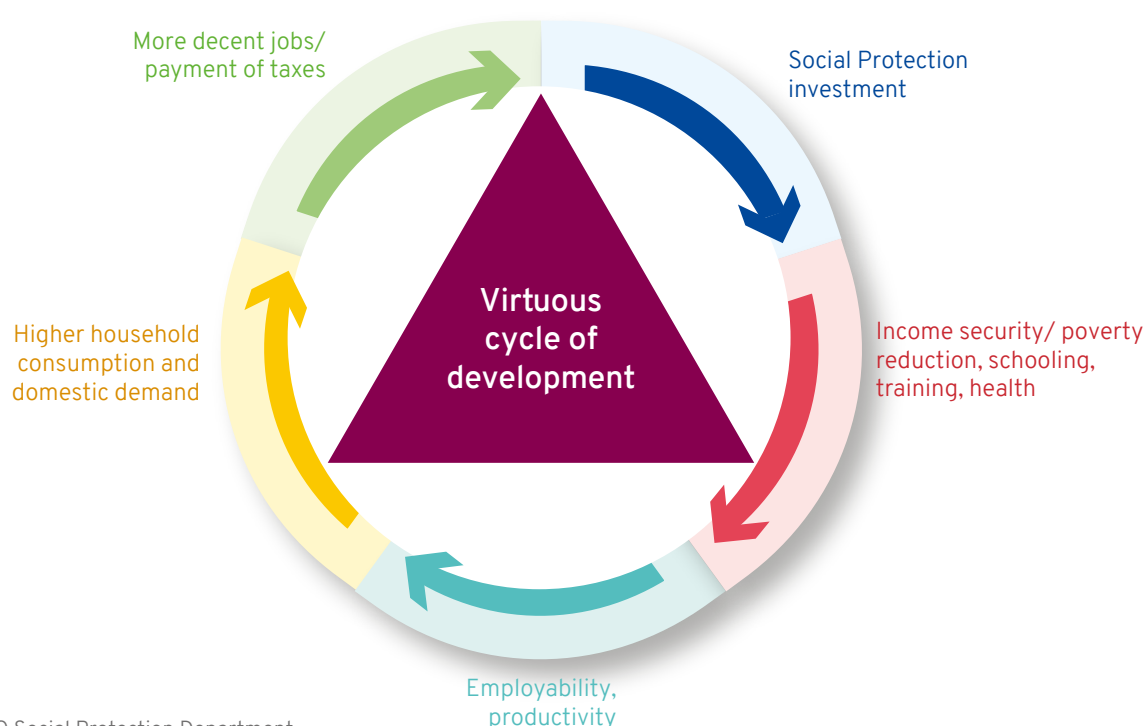 More decent jobs/
payment of taxes
Social Protection
investment
Virtuous
cycle of
development
Income security/ poverty
reduction, schooling,
training, health
Higher household
consumption and
domestic demand
Employability,
productivity
Social Protection Department